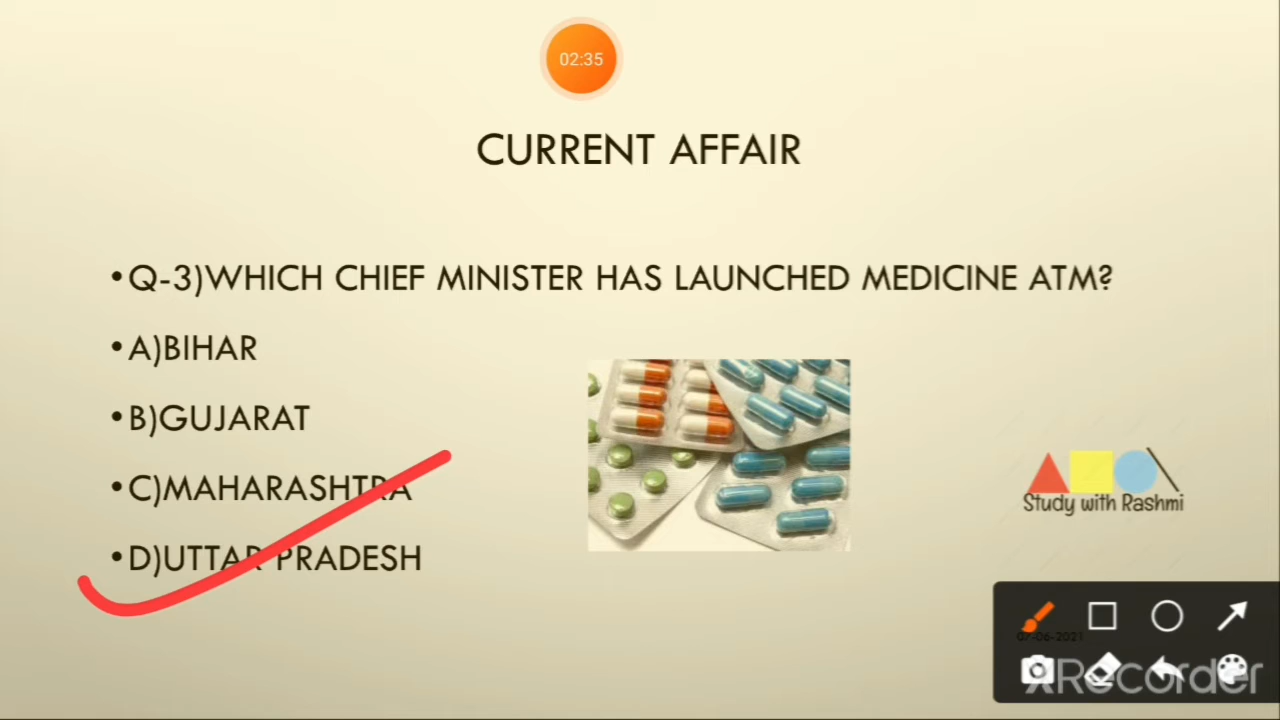 02:35
CURRENT AFFAIR
• Q-3)WHICH CHIEF MINISTER HAS LAUNCHED MEDICINE ATM?
• A)BIHAR
• B)GUJARAT
• C)MAHARASHTRA
• D)UTTAR PRADESH
Study with Rashmi
07-06-2021
XRecorder